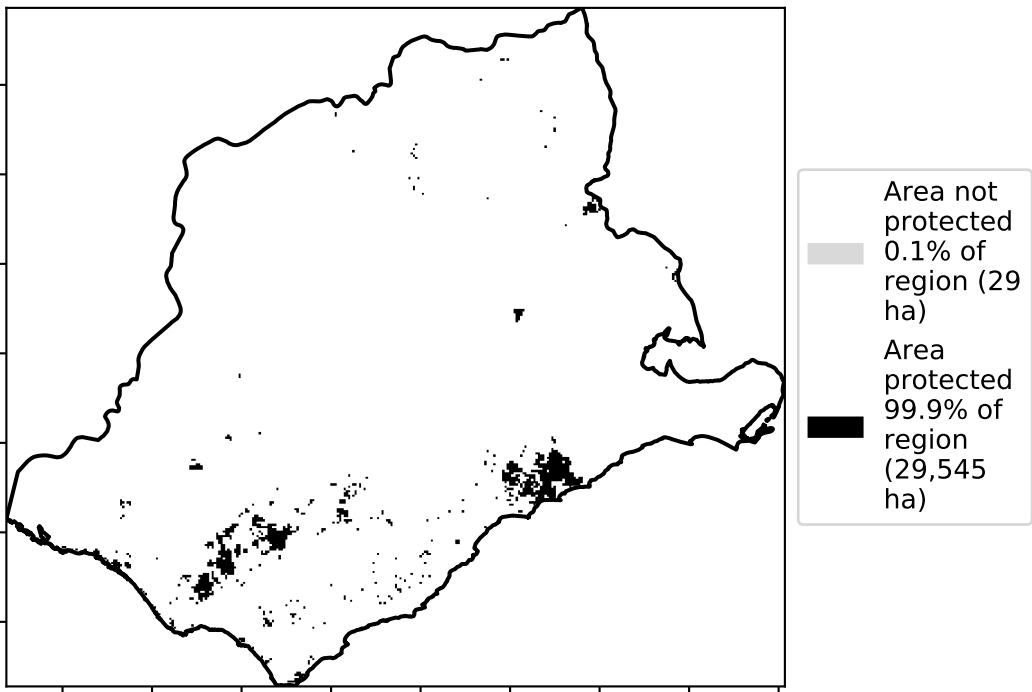 Area not
protected
0.1% of
region (29
ha)
Area
protected
99.9% of
region
(29,545
ha)